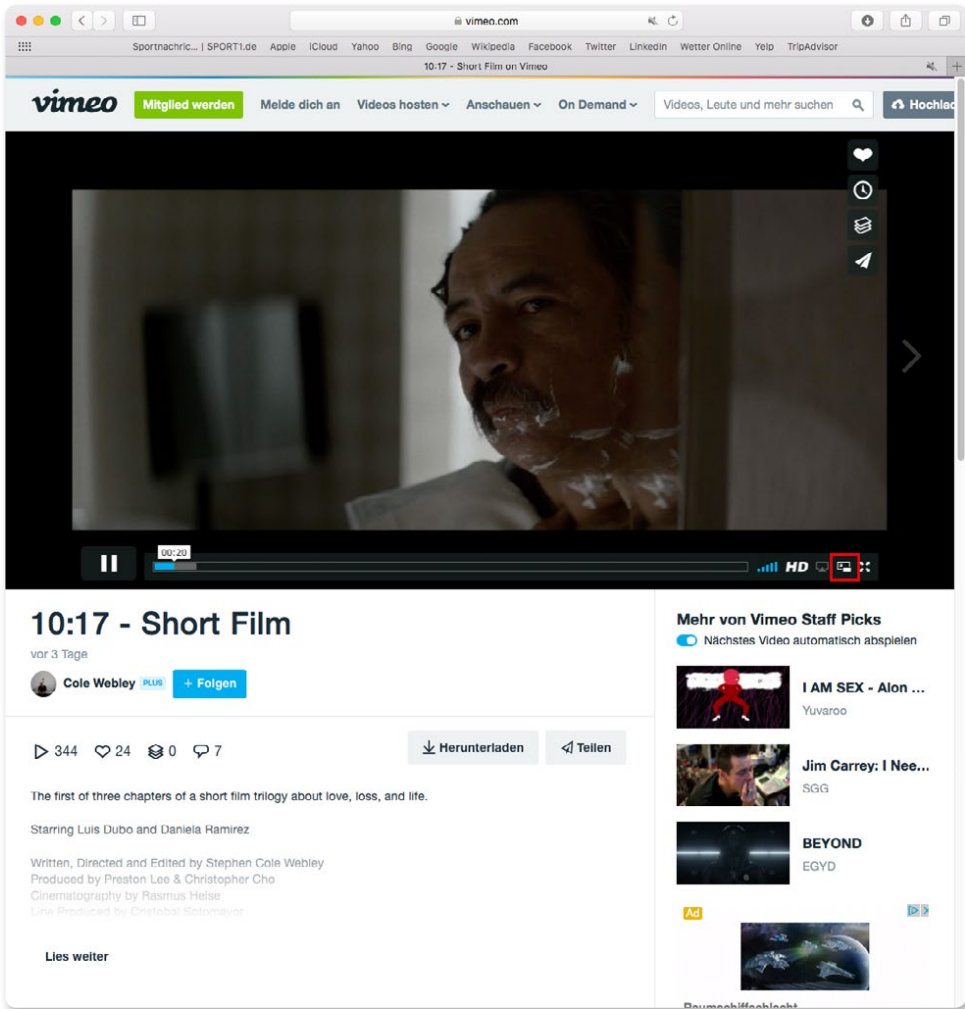 vimeo.com
Sportnachric... | SPORT1.de Apple iCloud Yahoo Bing Google Wikipedia Facebook Twitter LinkedIn Wetter Online Yelp TripAdvisor
10:17 - Short Film on Vimeo
vimeo Mitglied werden Melde dich an Videos hosten Anschauen On Demand Videos, Leute und mehr suchen Hochlad
00:20
HD
10:17 - Short Film
vor 3 Tage
Cole Webley PLUS + Folgen
344 24 0 7
Herunterladen Teilen
The first of three chapters of a short film trilogy about love, loss, and life.
Starring Luis Dubo and Daniela Ramirez
Written, Directed and Edited by Stephen Cole Webley
Produced by Preston Lee & Christopher Cho
Cinematography by Rasmus Heise
Line Produced by Cristobal Sotomayor
Lies weiter
Mehr von Vimeo Staff Picks
Nächstes Video automatisch abspielen
I AM SEX - Alon ...
Yuvaroo
Jim Carrey: I Nee...
SGG
BEYOND
EGYD
Ad
Raumschiffschlacht